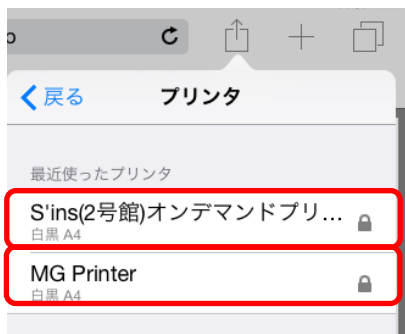 戻る プリンタ
最近使ったプリンタ
S'ins(2号館)オンデマンドプリ...
白黒 A4
MG Printer
白黒 A4